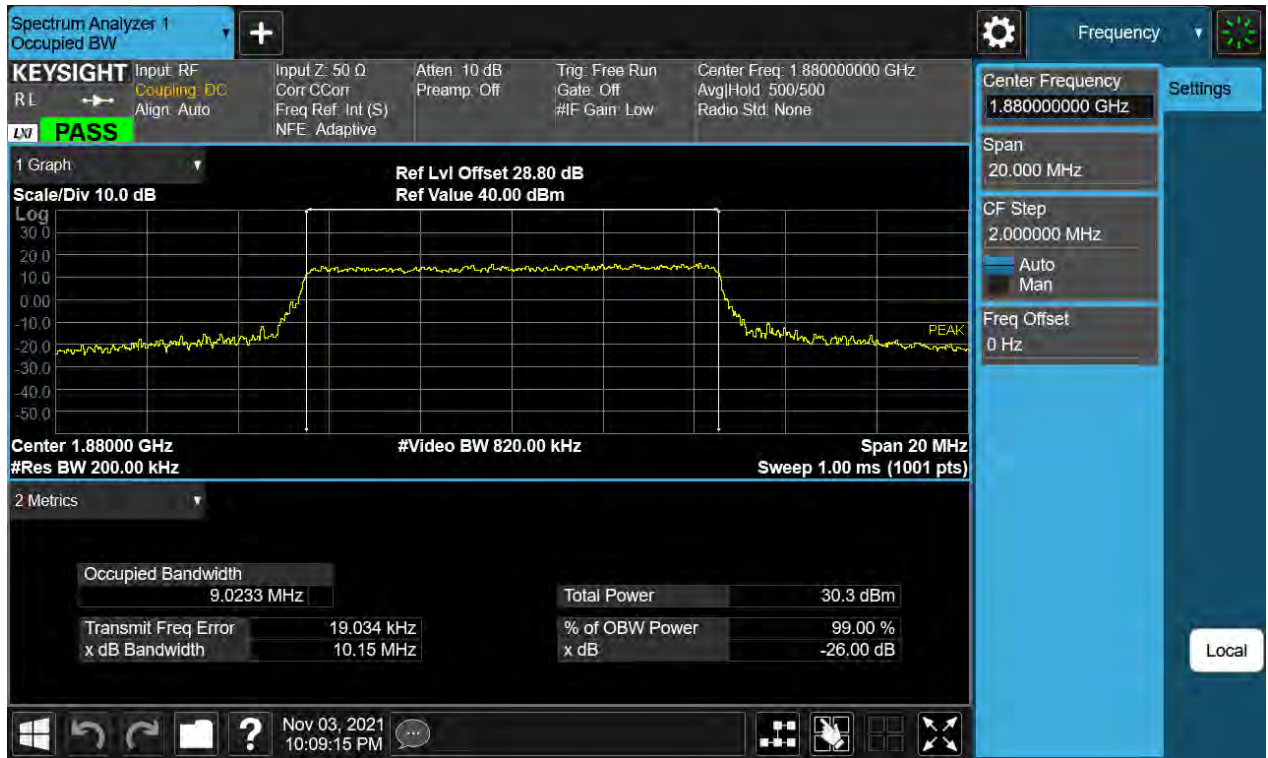 Spectrum Analyzer 1
Occupied BW
+
Frequency
KEYSIGHT
R L
LXI PASS
Input: RF
Coupling: DC
Align: Auto
Input Z: 50 Ω
Corr CCorr
Freq Ref: Int (S)
NFE: Adaptive
Atten: 10 dB
Preamp: Off
Trig: Free Run
Gate: Off
#IF Gain: Low
Center Freq: 1.880000000 GHz
Avg|Hold: 500/500
Radio Std: None
1 Graph
Scale/Div 10.0 dB
Ref Lvl Offset 28.80 dB
Ref Value 40.00 dBm
Log
30.0
20.0
10.0
0.00
-10.0
-20.0
-30.0
-40.0
-50.0
PEAK
Center 1.88000 GHz
#Res BW 200.00 kHz
#Video BW 820.00 kHz
Span 20 MHz
Sweep 1.00 ms (1001 pts)
2 Metrics
Occupied Bandwidth
9.0233 MHz
Transmit Freq Error 19.034 kHz
x dB Bandwidth 10.15 MHz
Total Power 30.3 dBm
% of OBW Power 99.00 %
x dB -26.00 dB
Center Frequency
1.880000000 GHz
Span
20.000 MHz
CF Step
2.000000 MHz
Auto
Man
Freq Offset
0 Hz
Settings
Local
?
Nov 03, 2021
10:09:15 PM